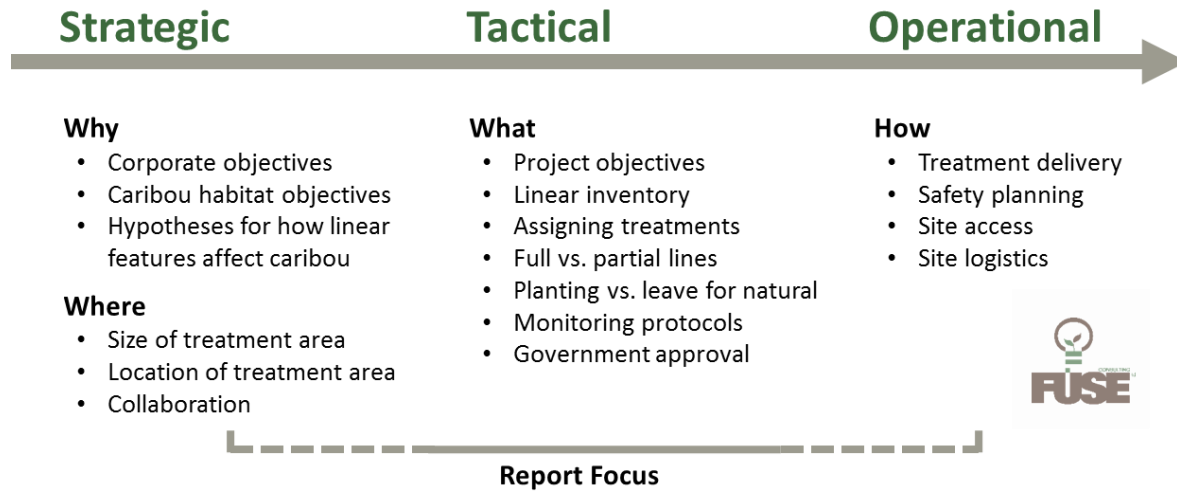 Strategic
Tactical
Operational
Why
• Corporate objectives
• Caribou habitat objectives
• Hypotheses for how linear
features affect caribou
Where
• Size of treatment area
• Location of treatment area
• Collaboration
What
• Project objectives
• Linear inventory
• Assigning treatments
• Full vs. partial lines
• Planting vs. leave for natural
• Monitoring protocols
• Government approval
How
• Treatment delivery
• Safety planning
• Site access
• Site logistics
CONSULTING
FUSE
Report Focus